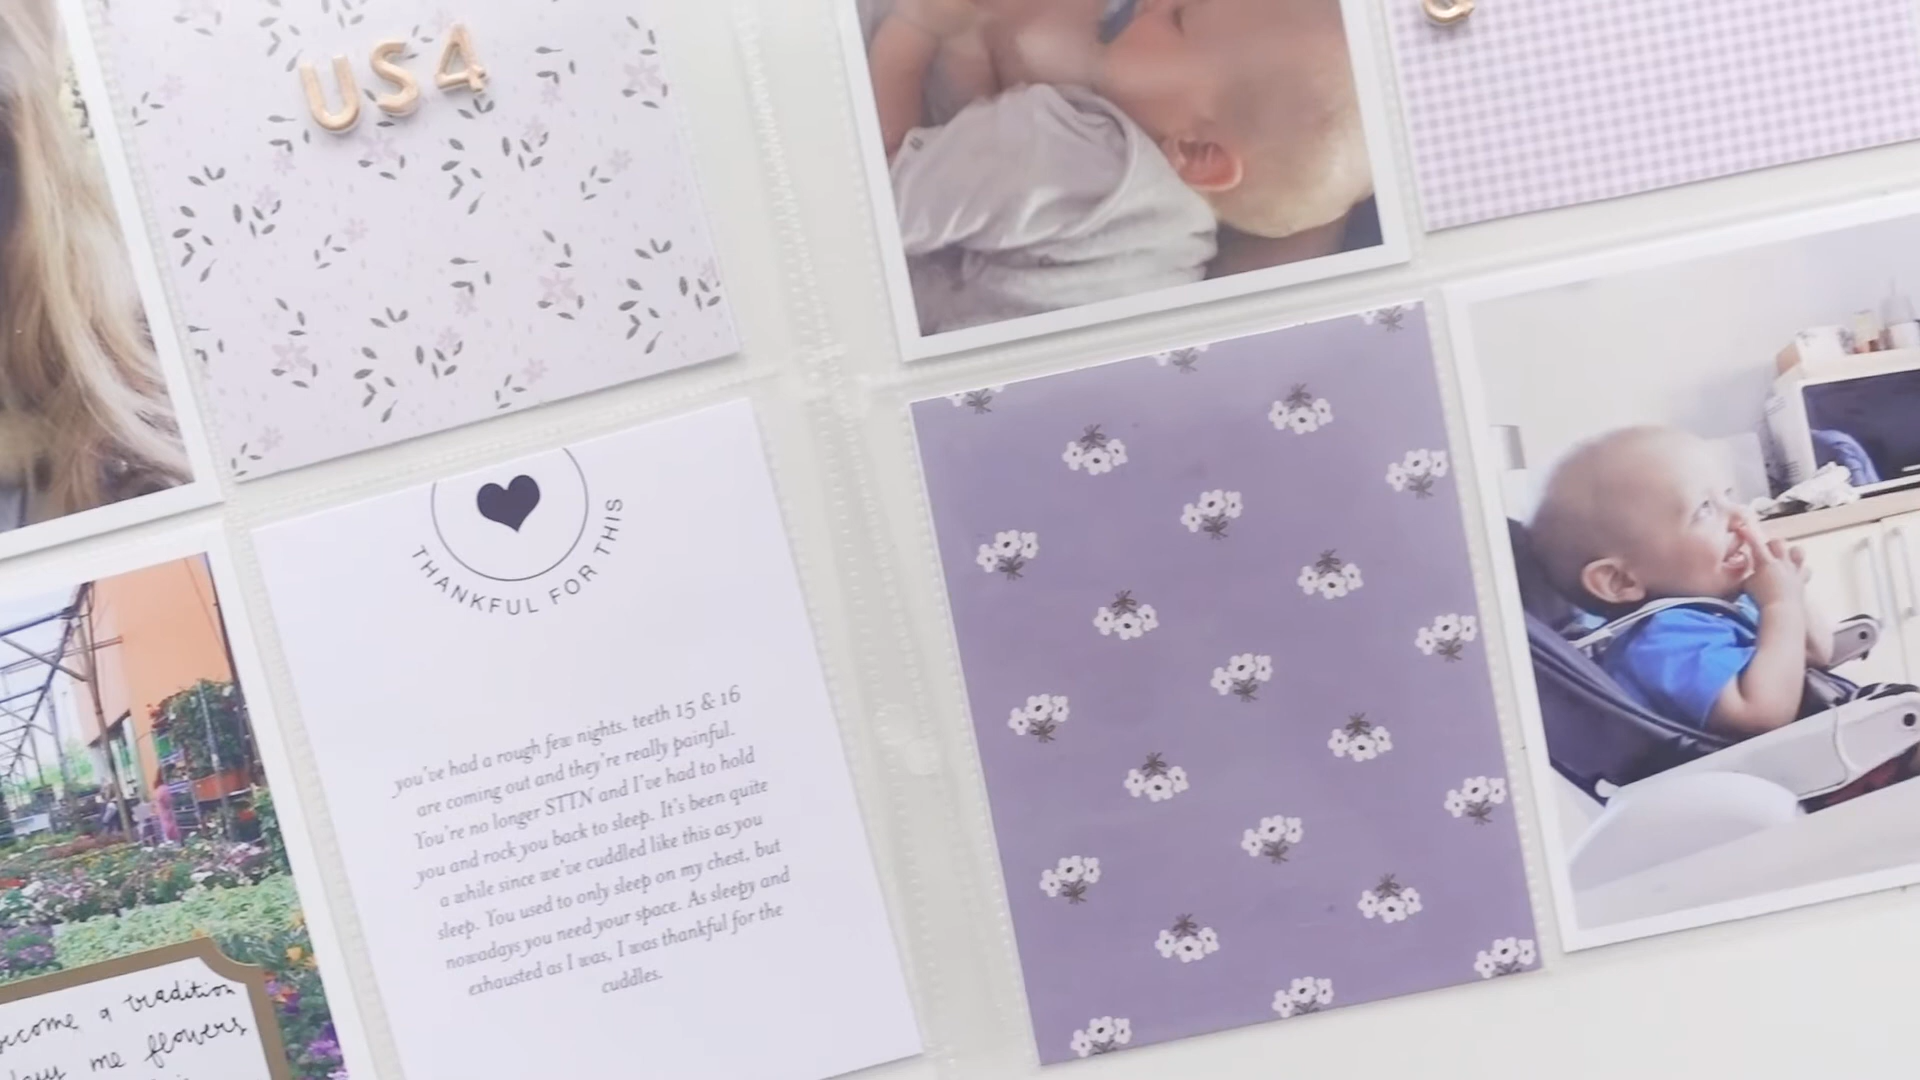 US4
THANKFUL FOR THIS
you've had a rough few nights. teeth 15 & 16
are coming out and they're really painful.
You're no longer STTN and I've had to hold
you and rock you back to sleep. It's been quite
a while since we've cuddled like this as you
sleep. You used to only sleep on my chest, but
nowadays you need your space. As sleepy and
exhausted as I was, I was thankful for the
cuddles.
a tradition
me flowers